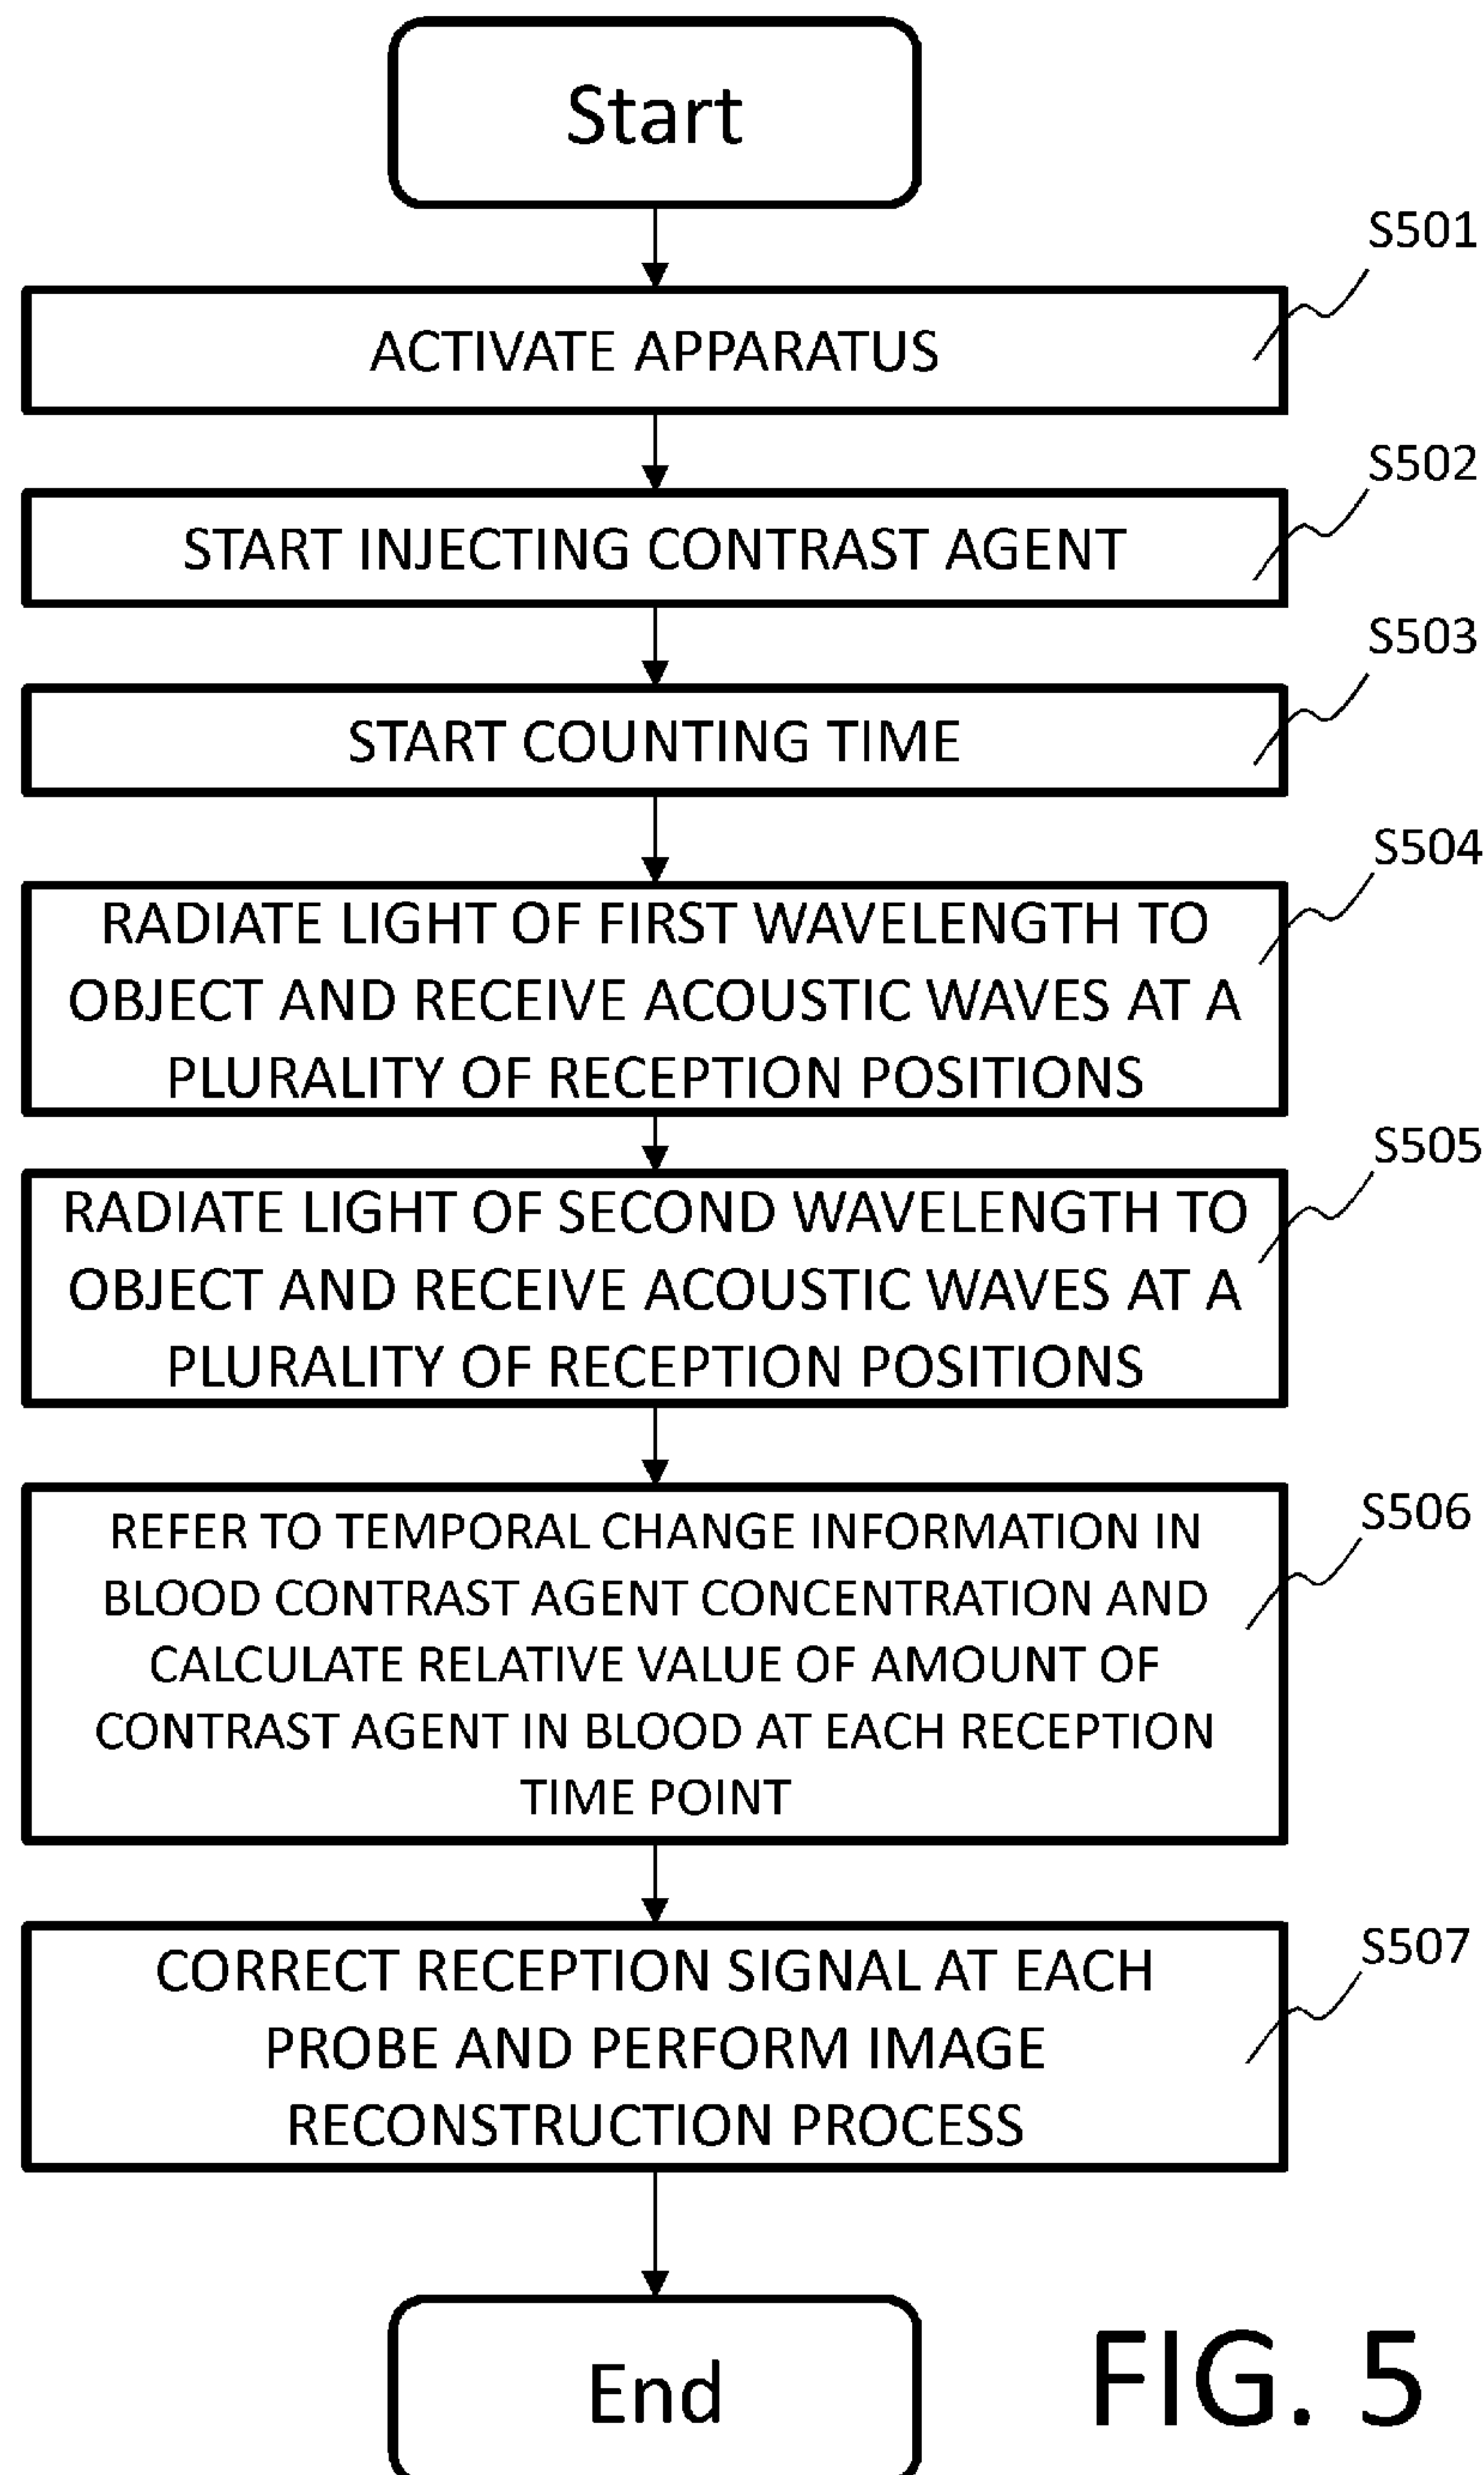 Start
S501
ACTIVATE APPARATUS
S502
START INJECTING CONTRAST AGENT
S503
START COUNTING TIME
S504
RADIATE LIGHT OF FIRST WAVELENGTH TO
OBJECT AND RECEIVE ACOUSTIC WAVES AT A
PLURALITY OF RECEPTION POSITIONS
S505
RADIATE LIGHT OF SECOND WAVELENGTH TO
OBJECT AND RECEIVE ACOUSTIC WAVES AT A
PLURALITY OF RECEPTION POSITIONS
S506
REFER TO TEMPORAL CHANGE INFORMATION IN
BLOOD CONTRAST AGENT CONCENTRATION AND
CALCULATE RELATIVE VALUE OF AMOUNT OF
CONTRAST AGENT IN BLOOD AT EACH RECEPTION
TIME POINT
S507
CORRECT RECEPTION SIGNAL AT EACH
PROBE AND PERFORM IMAGE
RECONSTRUCTION PROCESS
End
FIG. 5